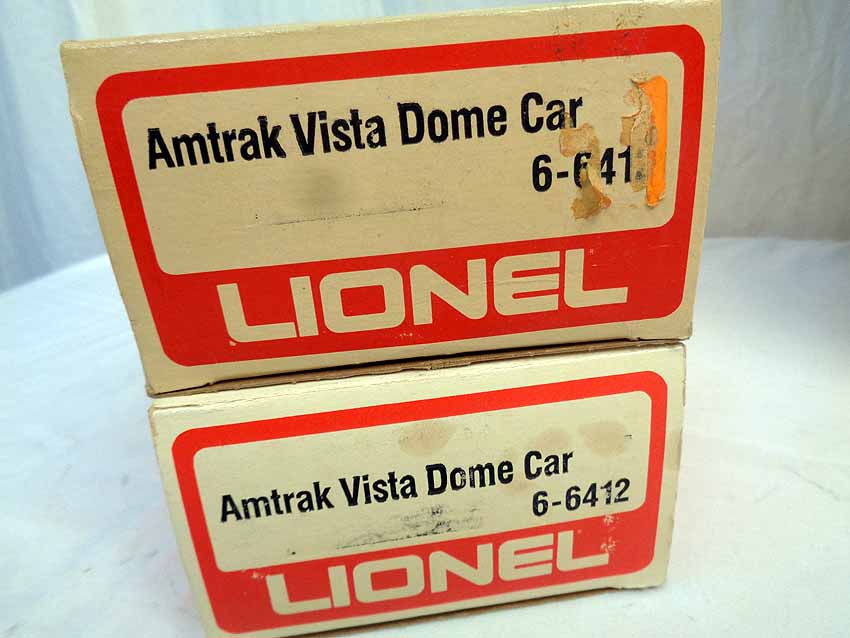 Amtrak Vista Dome Car
6-641
LIONEL
Amtrak Vista Dome Car
6-6412
LIONEL